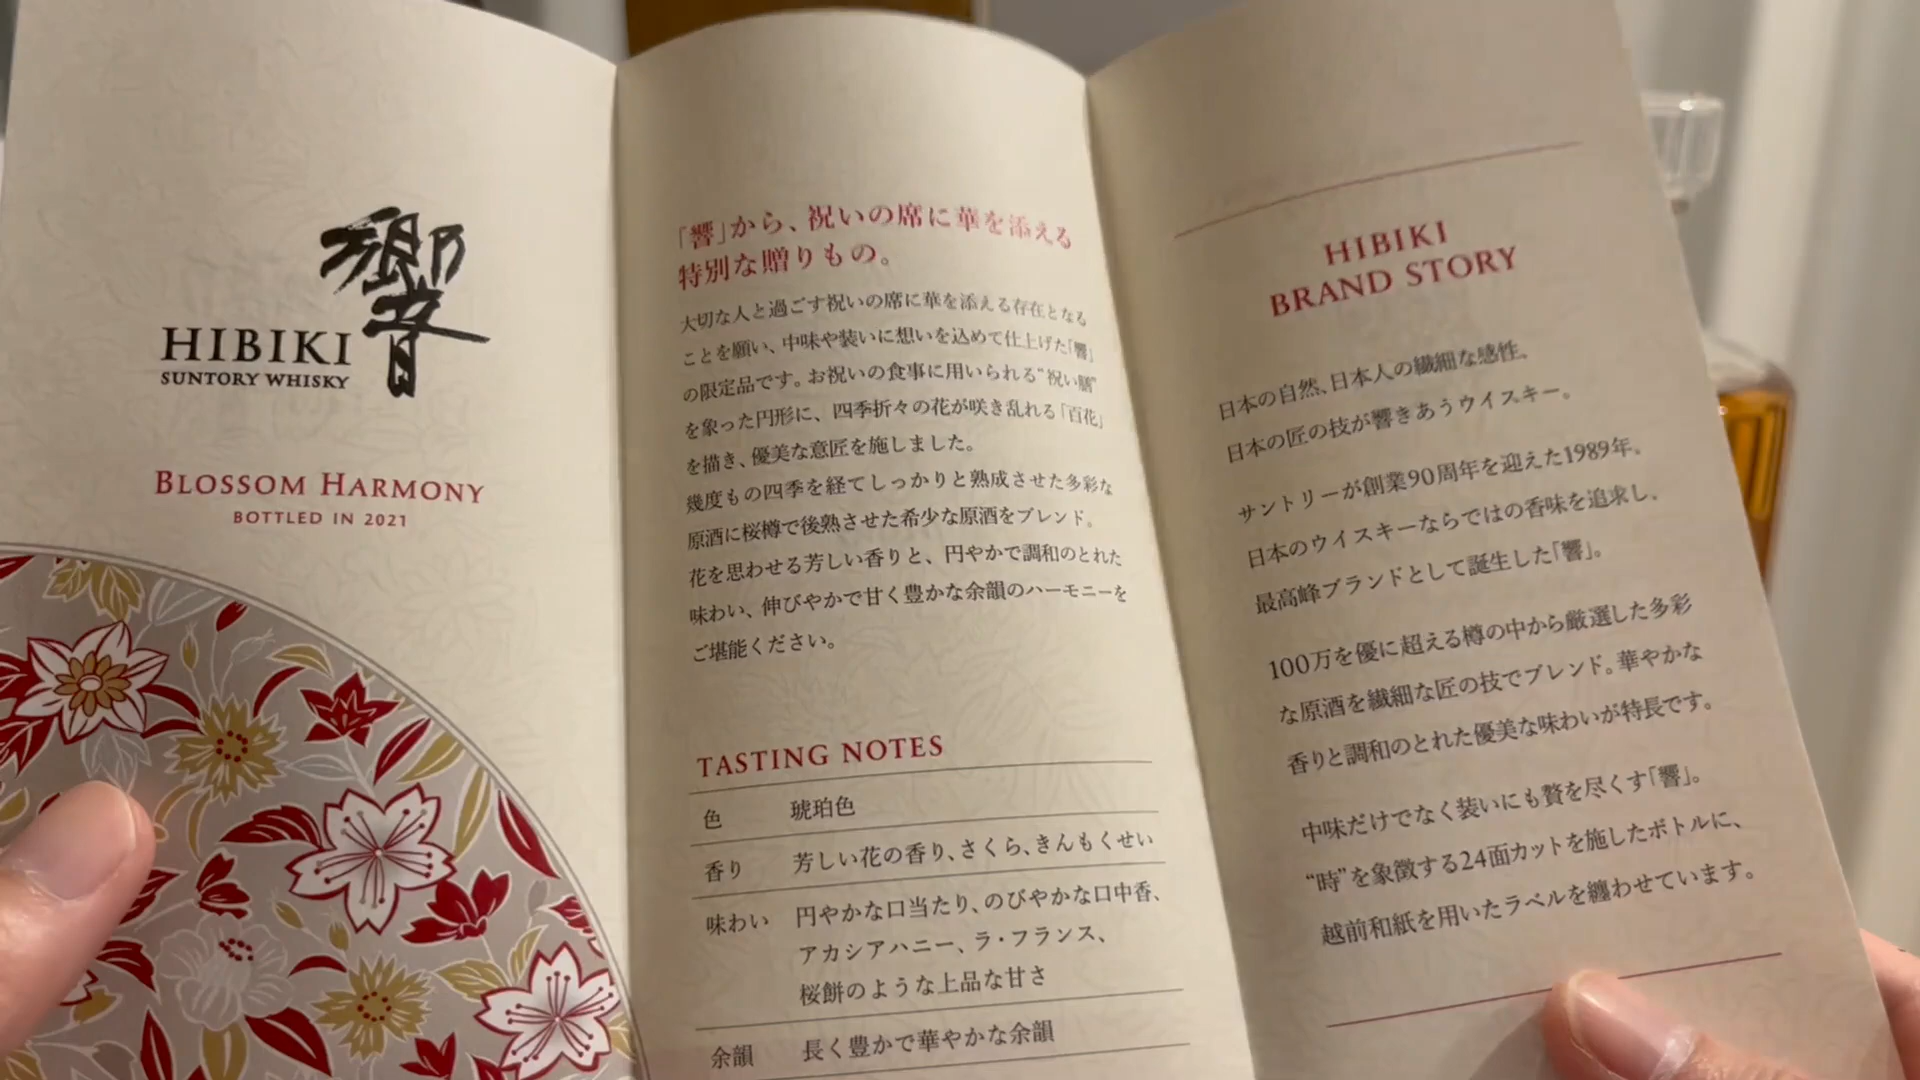 響
HIBIKI
SUNTORY WHISKY
BLOSSOM HARMONY
BOTTLED IN 2021
「響」から、祝いの席に華を添える
特別な贈りもの。
大切な人と過ごす祝いの席に華を添える存在となる
ことを願い、中味や装いに想いを込めて仕上げた「響」
の限定品です。お祝いの食事に用いられる“祝い膳”
を象った円形に、四季折々の花が咲き乱れる「百花」
を描き、優美な意匠を施しました。
幾度もの四季を経てしっかりと熟成させた多彩な
原酒に桜樽で後熟させた希少な原酒をブレンド。
花を思わせる芳しい香りと、円やかで調和のとれた
味わい、伸びやかで甘く豊かな余韻のハーモニーを
ご堪能ください。
TASTING NOTES
色 琥珀色
香り 芳しい花の香り、さくら、きんもくせい
味わい 円やかな口当たり、のびやかな口中香、
アカシアハニー、ラ・フランス、
桜餅のような上品な甘さ
余韻 長く豊かで華やかな余韻
HIBIKI
BRAND STORY
日本の自然、日本人の繊細な感性、
日本の匠の技が響きあうウイスキー。
サントリーが創業90周年を迎えた1989年。
日本のウイスキーならではの香味を追求し、
最高峰ブランドとして誕生した「響」。
100万を優に超える樽の中から厳選した多彩
な原酒を繊細な匠の技でブレンド。華やかな
香りと調和のとれた優美な味わいが特長です。
中味だけでなく装いにも贅を尽くす「響」。
“時”を象徴する24面カットを施したボトルに、
越前和紙を用いたラベルを纏わせています。